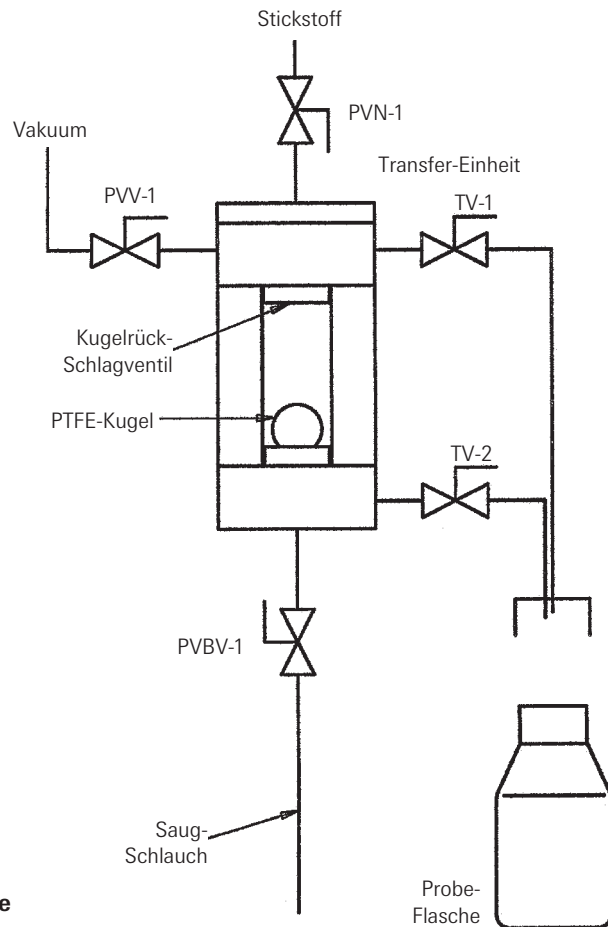 Stickstoff
PVN-1
Vakuum
Transfer-Einheit
PVV-1
TV-1
Kugelrück-
Schlagventil
PTFE-Kugel
TV-2
PVBV-1
Saug-
Schlauch
Probe-
Flasche
e